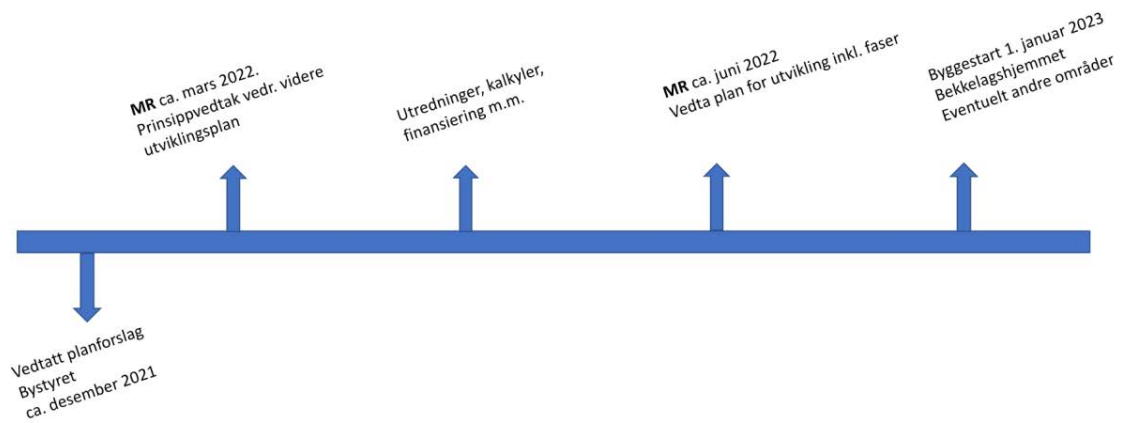 MR ca. mars 2022.
Prinsippvedtak vedr. videre
utviklingsplan
Utredninger, kalkyler,
finansiering m.m.
MR ca. juni 2022
Vedta plan for utvikling inkl. faser
Byggestart 1. januar 2023
Bekkelagshjemmet
Eventuelt andre områder
Vedtatt planforslag
Bystyret
ca. desember 2021